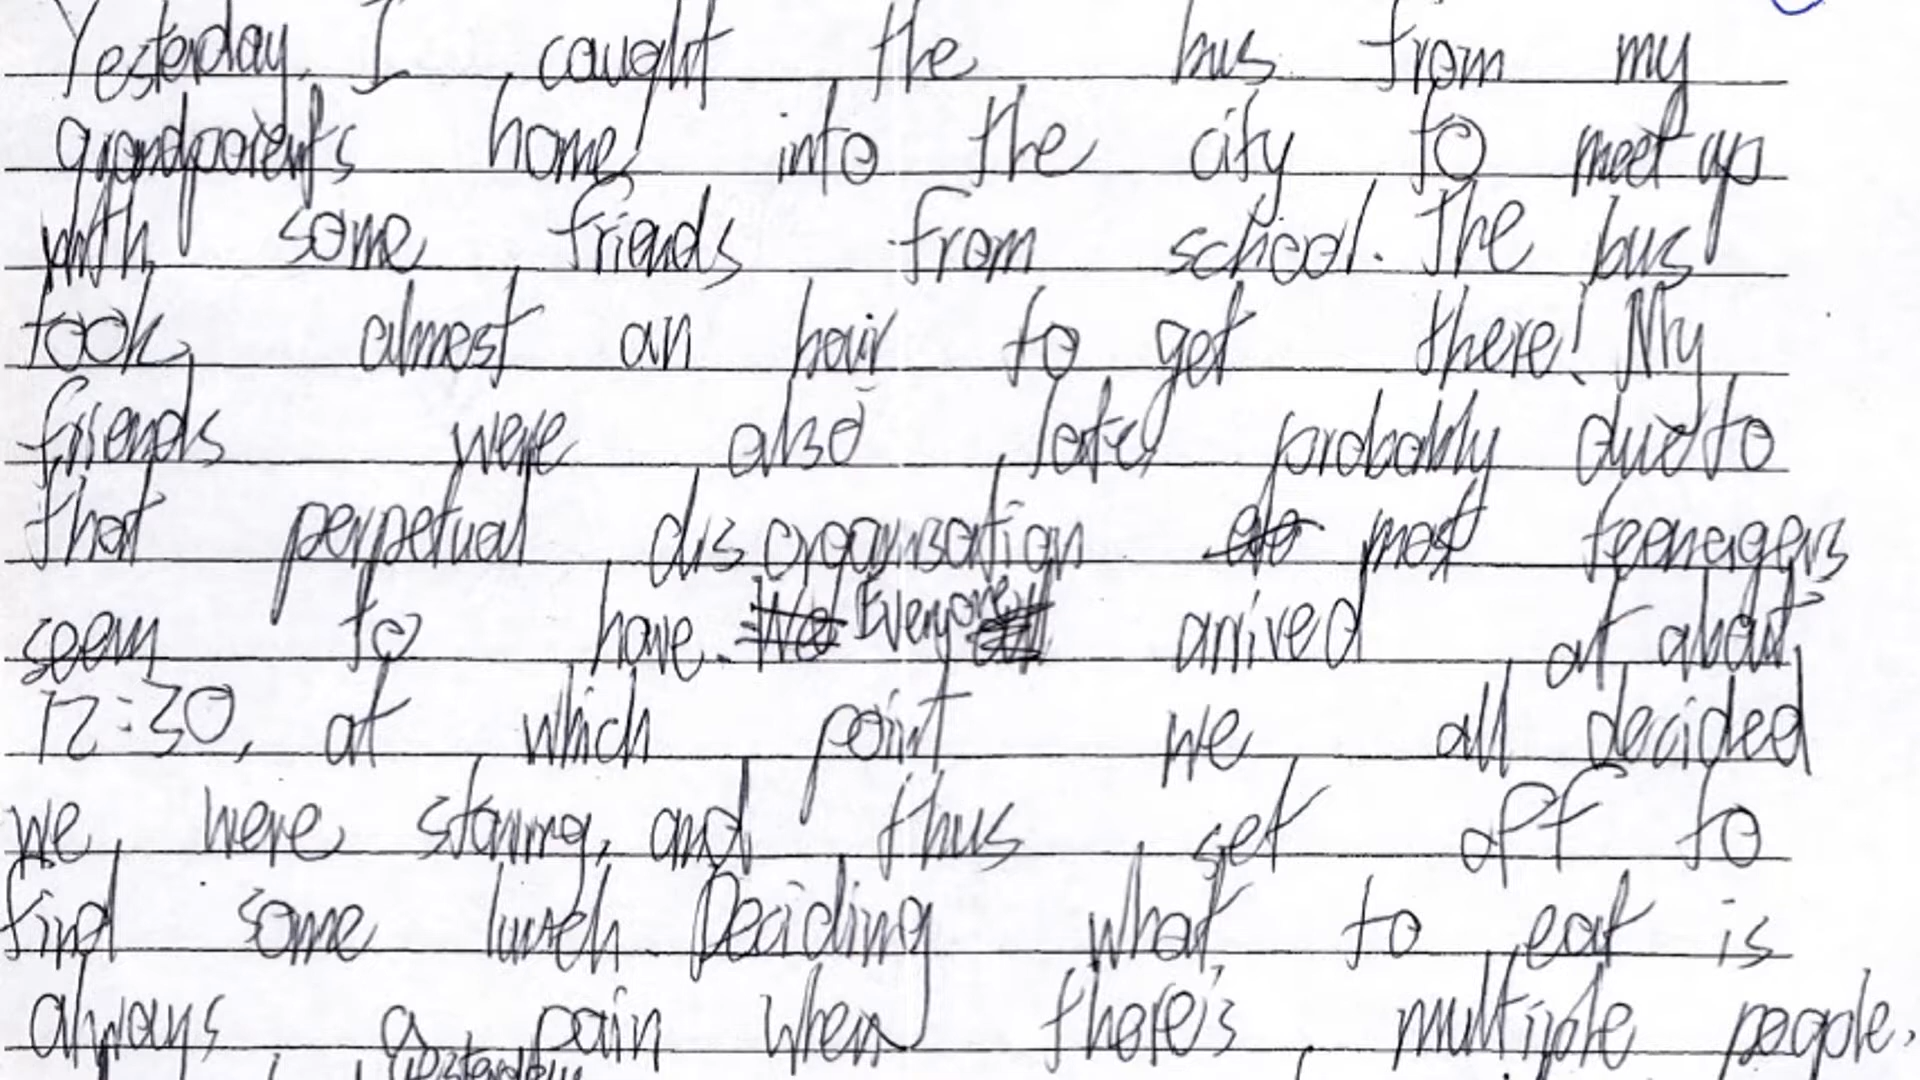 Yesterday, I caught the bus from my
grandparents home into the city to meet up
with some friends from school. The bus
took almost an hour to get there! My
friends were also late, probably due to
that perpetual disorganisation most teenagers
seem to have. Everyone arrived at about
12:30, at which point we all decided
we were starving, and thus set off to
find some lunch. Deciding what to eat is
always a pain when there's multiple people.
yesterday